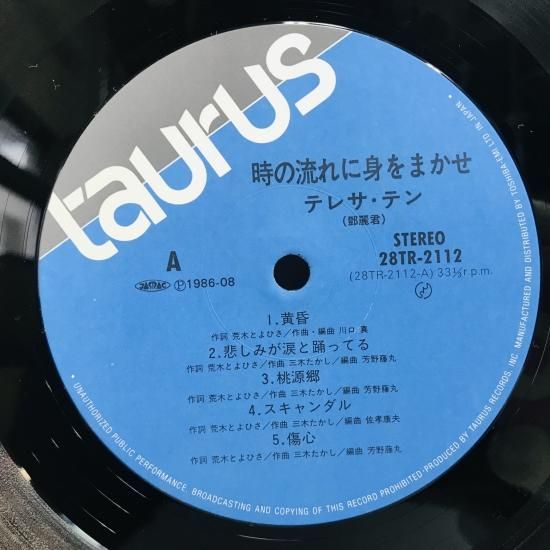 taurus
時の流れに身をまかせ
テレサ・テン
(鄧麗君)
STEREO
28TR-2112
(28TR-2112-A) 33⅓r.p.m.
A
JASRAC Ⓟ1986-08
1.黄昏
作詞 荒木とよひさ/作曲・編曲 川口 真
2.悲しみが涙と踊ってる
作詞 荒木とよひさ/作曲 三木たかし/編曲 芳野藤丸
3.桃源郷
作詞 荒木とよひさ/作曲 三木たかし/編曲 芳野藤丸
4.スキャンダル
作詞 荒木とよひさ/作曲 三木たかし/編曲 佐孝康夫
5.傷心
作詞 荒木とよひさ/作曲 三木たかし/編曲 芳野藤丸
• UNAUTHORIZED PUBLIC PERFORMANCE, BROADCASTING AND COPYING OF THIS RECORD PROHIBITED•PRODUCED BY TAURUS RECORDS, INC. MANUFACTURED AND DISTRIBUTED BY TOSHIBA-EMI LTD IN JAPAN •